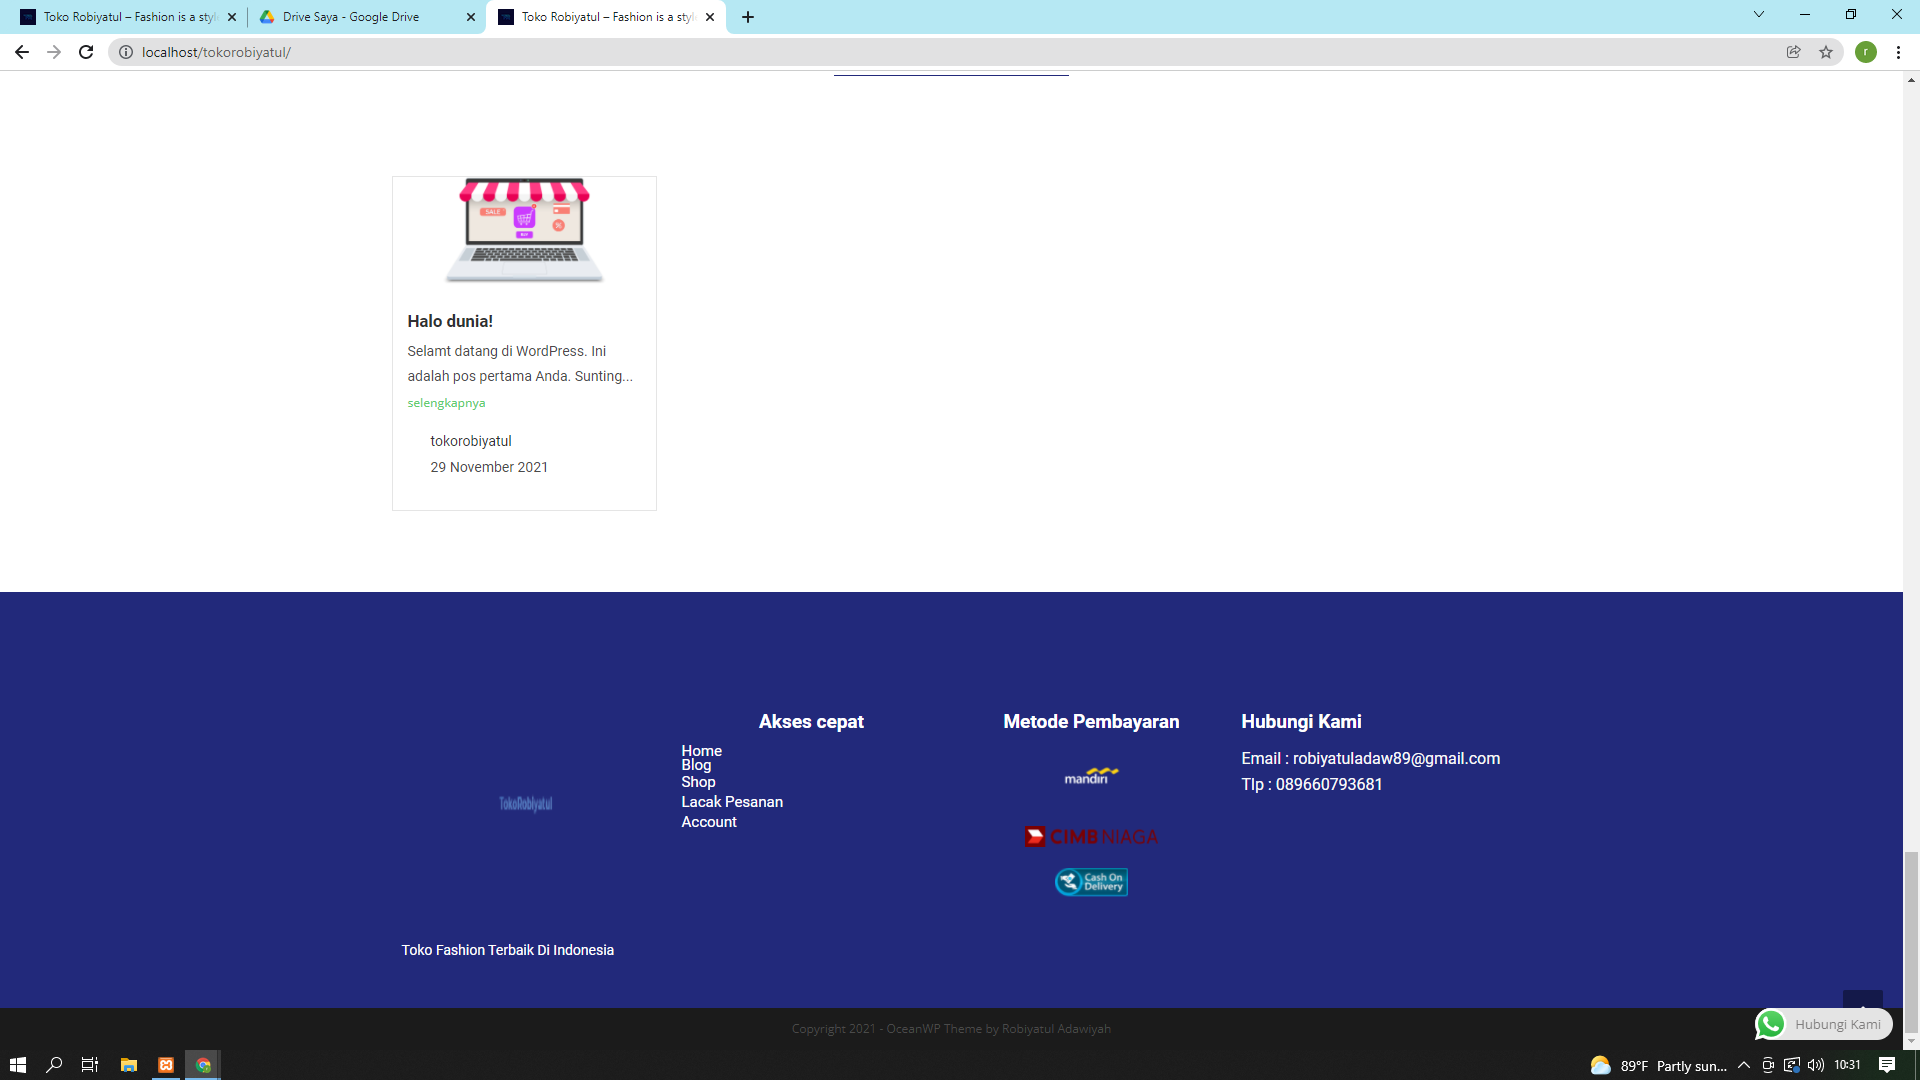 Toko Robiyatul – Fashion is a styl
Drive Saya - Google Drive
Toko Robiyatul – Fashion is a styl
localhost/tokorobiyatul/
r
SALE
BUY
Halo dunia!
Selamt datang di WordPress. Ini
adalah pos pertama Anda. Sunting...
selengkapnya
tokorobiyatul
29 November 2021
TokoRobiyatul
Toko Fashion Terbaik Di Indonesia
Akses cepat
Home
Blog
Shop
Lacak Pesanan
Account
Metode Pembayaran
mandiri
CIMB NIAGA
Cash On
Delivery
Hubungi Kami
Email : robiyatuladaw89@gmail.com
Tlp : 089660793681
Copyright 2021 - OceanWP Theme by Robiyatul Adawiyah
Hubungi Kami
89°F Partly sun...
10:31